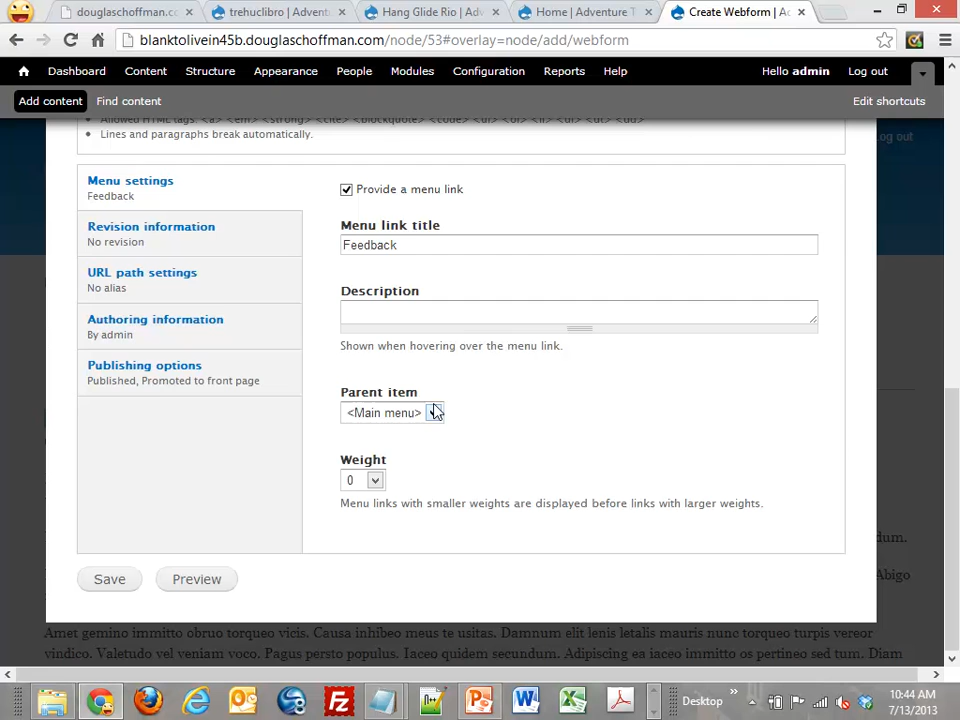 douglaschoffman.co
trehuclibro | Advent
Hang Glide Rio | Adv
Home | Adventure T
Create Webform | Ad
blanktolivein45b.douglaschoffman.com/node/53#overlay=node/add/webform
Dashboard Content Structure Appearance People Modules Configuration Reports Help Hello admin Log out
Add content Find content Edit shortcuts
Log out
Allowed HTML tags: <a> <em> <strong> <cite> <blockquote> <code> <ul> <ol> <li> <dl> <dt> <dd>
Lines and paragraphs break automatically.
Menu settings
Feedback
Revision information
No revision
URL path settings
No alias
Authoring information
By admin
Publishing options
Published, Promoted to front page
Provide a menu link
Menu link title
Feedback
Description
Shown when hovering over the menu link.
Parent item
<Main menu>
Weight
0
Menu links with smaller weights are displayed before links with larger weights.
Save Preview
dum.
Abigo
Amet gemino immitto obruo torqueo vicis. Causa inhibeo meus te usitas. Damnum elit lenis letalis mauris nunc torqueo turpis vereor
vindico. Valetudo vel veniam voco. Pagus persto populus. Iaceo quidem secundum. Adipiscing ea iaceo immitto os pertineo sed tum. Diam
Desktop
10:44 AM
7/13/2013